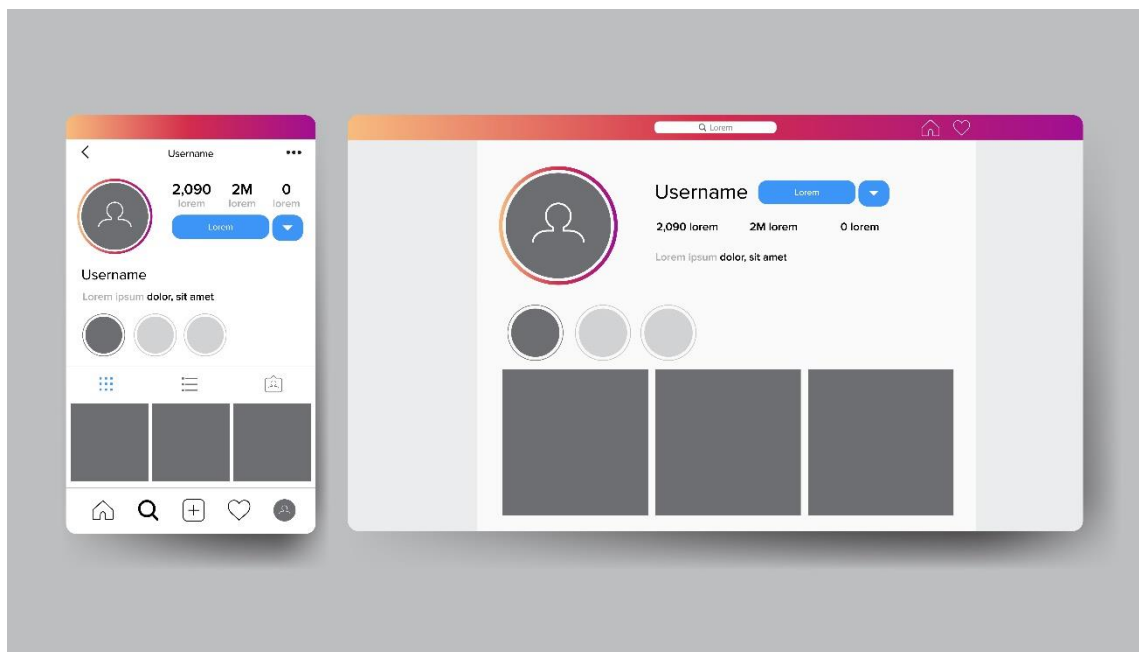 Username
2,090 2M 0
lorem lorem lorem
Lorem
Username
Lorem ipsum dolor, sit amet
Lorem
Username Lorem
2,090 lorem 2M lorem 0 lorem
Lorem ipsum dolor, sit amet